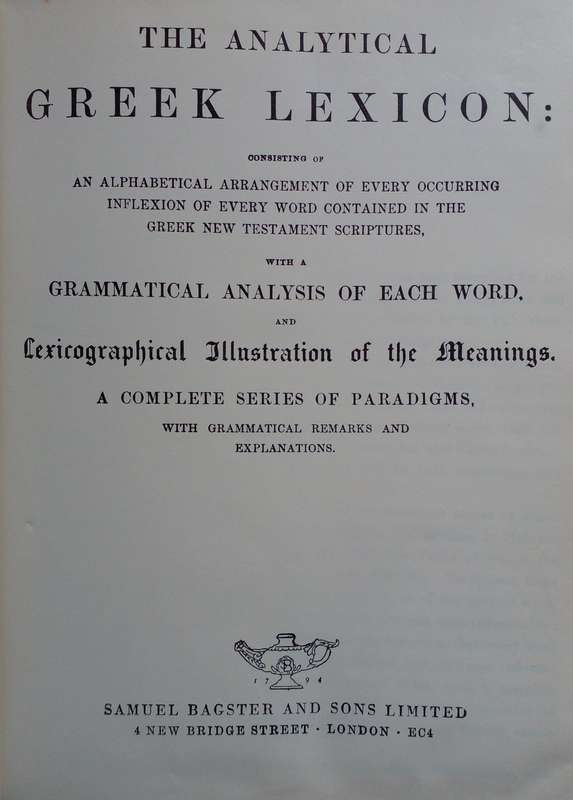 THE ANALYTICAL
GREEK LEXICON:
CONSISTING OF
AN ALPHABETICAL ARRANGEMENT OF EVERY OCCURRING
INFLEXION OF EVERY WORD CONTAINED IN THE
GREEK NEW TESTAMENT SCRIPTURES,
WITH A
GRAMMATICAL ANALYSIS OF EACH WORD,
AND
Lexicographical Illustration of the Meanings.
A COMPLETE SERIES OF PARADIGMS,
WITH GRAMMATICAL REMARKS AND
EXPLANATIONS.
1794
SAMUEL BAGSTER AND SONS LIMITED
4 NEW BRIDGE STREET · LONDON · EC4